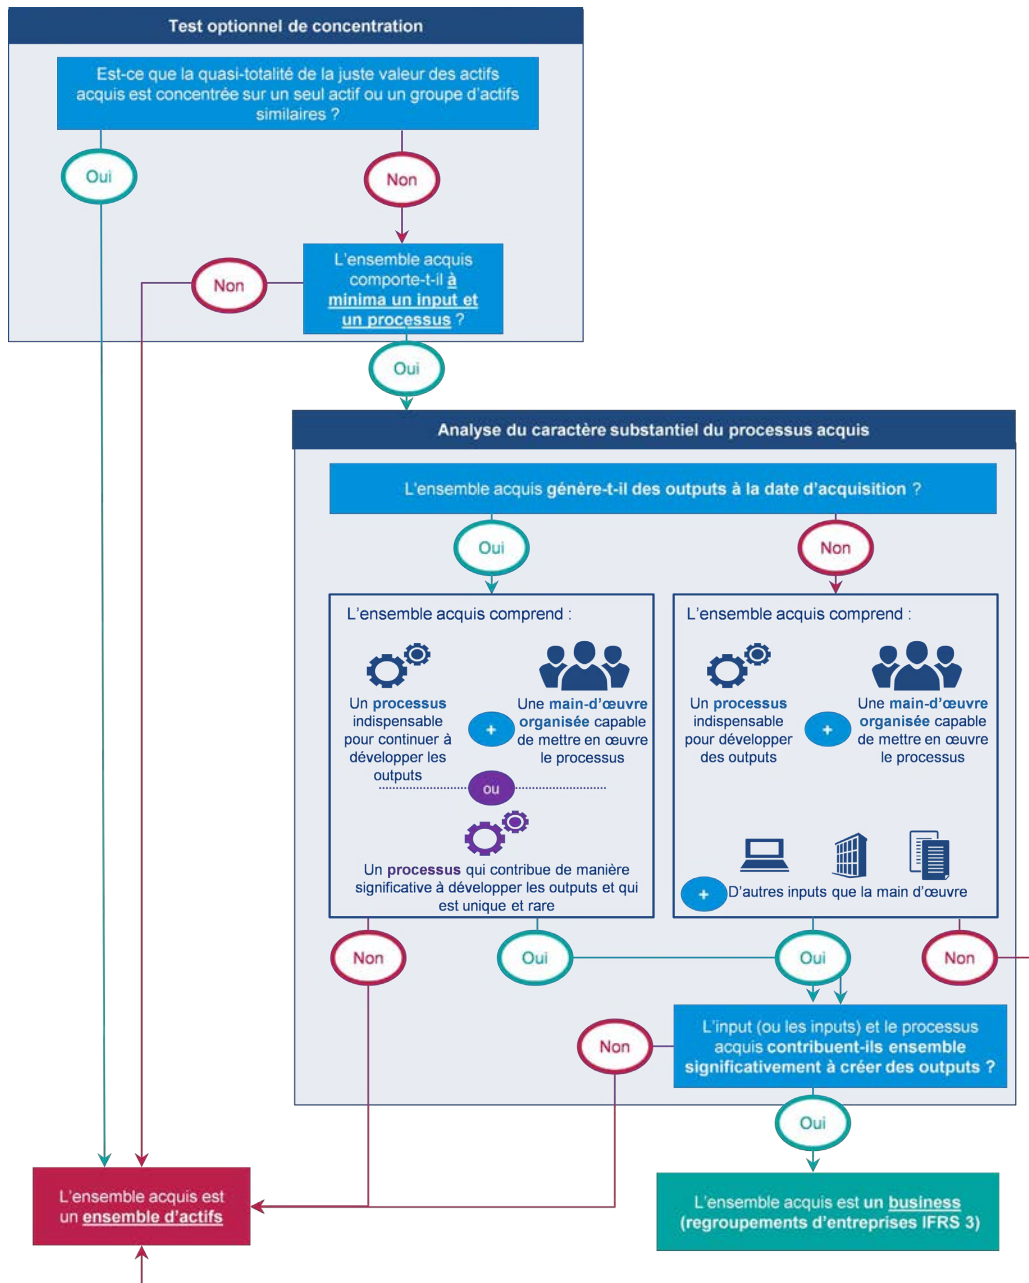 Test optionnel de concentration
Est-ce que la quasi-totalité de la juste valeur des actifs
acquis est concentrée sur un seul actif ou un groupe d'actifs
similaires ?
Oui
Non
L'ensemble acquis
comporte-t-il à
minima un input et
un processus ?
Non
Oui
Analyse du caractère substantiel du processus acquis
L'ensemble acquis génère-t-il des outputs à la date d'acquisition ?
Oui
Non
L'ensemble acquis comprend :
Un processus
indispensable
pour continuer à
développer les
outputs
+
Une main-d'œuvre
organisée capable
de mettre en œuvre
le processus
ou
Un processus qui contribue de manière
significative à développer les outputs et qui
est unique et rare
L'ensemble acquis comprend :
Un processus
indispensable
pour développer
des outputs
+
Une main-d'œuvre
organisée capable
de mettre en œuvre
le processus
+
D'autres inputs que la main d'œuvre
Non
Oui
Oui
Non
L'input (ou les inputs) et le processus
acquis contribuent-ils ensemble
significativement à créer des outputs ?
Non
Oui
L'ensemble acquis est
un ensemble d'actifs
L'ensemble acquis est un business
(regroupements d'entreprises IFRS 3)